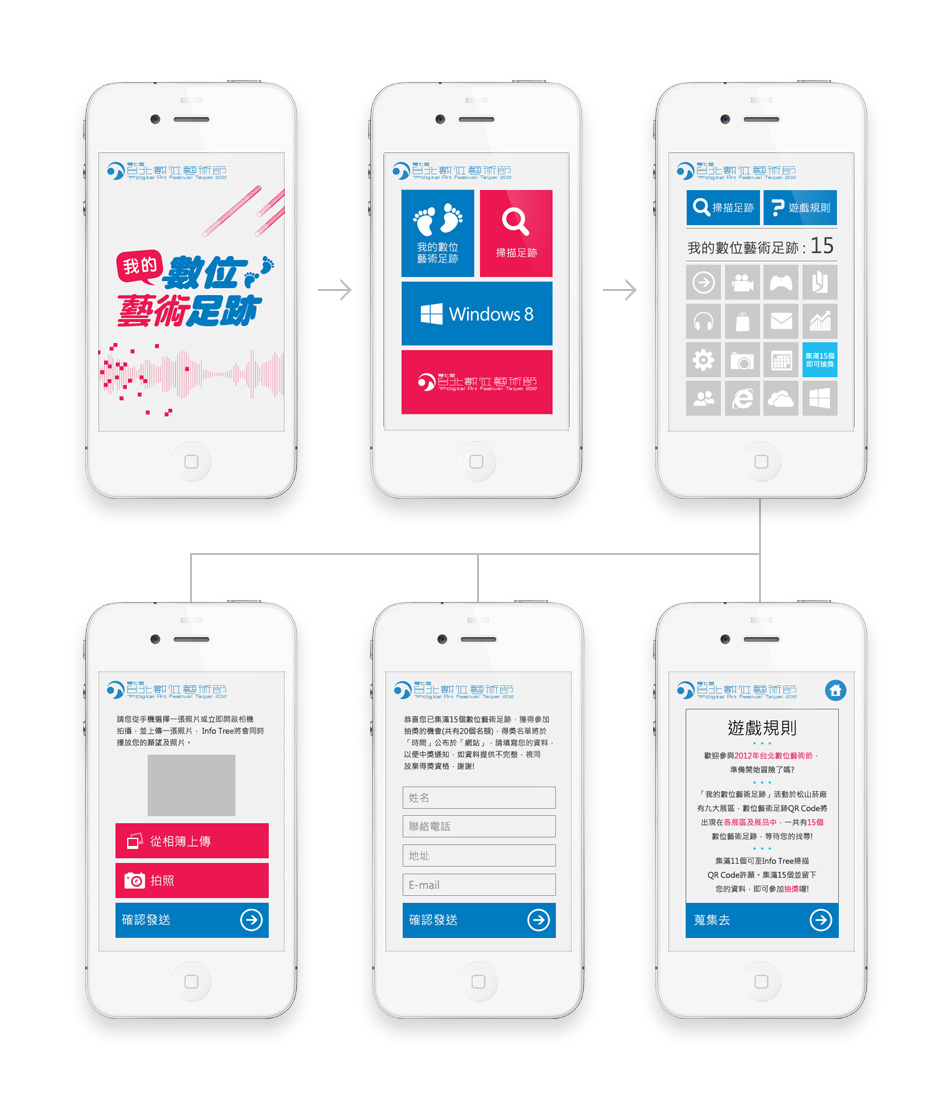 第七屆
台北數位藝術節
7th Digital Art Festival Taipei 2012
我的
數位
藝術足跡
第七屆
台北數位藝術節
7th Digital Art Festival Taipei 2012
我的數位
藝術足跡
掃描足跡
Windows 8
第七屆
台北數位藝術節
7th Digital Art Festival Taipei 2012
第七屆
台北數位藝術節
7th Digital Art Festival Taipei 2012
掃描足跡
遊戲規則
我的數位藝術足跡 : 15
集滿15個
即可抽獎
第七屆
台北數位藝術節
7th Digital Art Festival Taipei 2012
請您從手機選擇一張照片或立即開啟相機
拍攝，並上傳一張照片， Info Tree將會同時
播放您的願望及照片。
從相簿上傳
拍照
確認發送
第七屆
台北數位藝術節
7th Digital Art Festival Taipei 2012
恭喜您已集滿15個數位藝術足跡，獲得參加
抽獎的機會(共有20個名額)，得獎名單將於
「時間」公布於「網站」，請填寫您的資料，
以便中獎通知，如資料提供不完整，視同
放棄得獎資格，謝謝!
姓名
聯絡電話
地址
E-mail
確認發送
第七屆
台北數位藝術節
7th Digital Art Festival Taipei 2012
遊戲規則
歡迎參與2012年台北數位藝術節，
準備開始冒險了嗎?
「我的數位藝術足跡」活動於松山菸廠
有九大展區，數位藝術足跡QR Code將
出現在各展區及展品中，一共有15個
數位藝術足跡，等待您的找尋!
集滿11個可至Info Tree掃描
QR Code許願。集滿15個並留下
您的資料，即可參加抽獎喔!
蒐集去